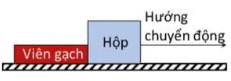 Hướng
chuyển động
Hộp
Viên gạch